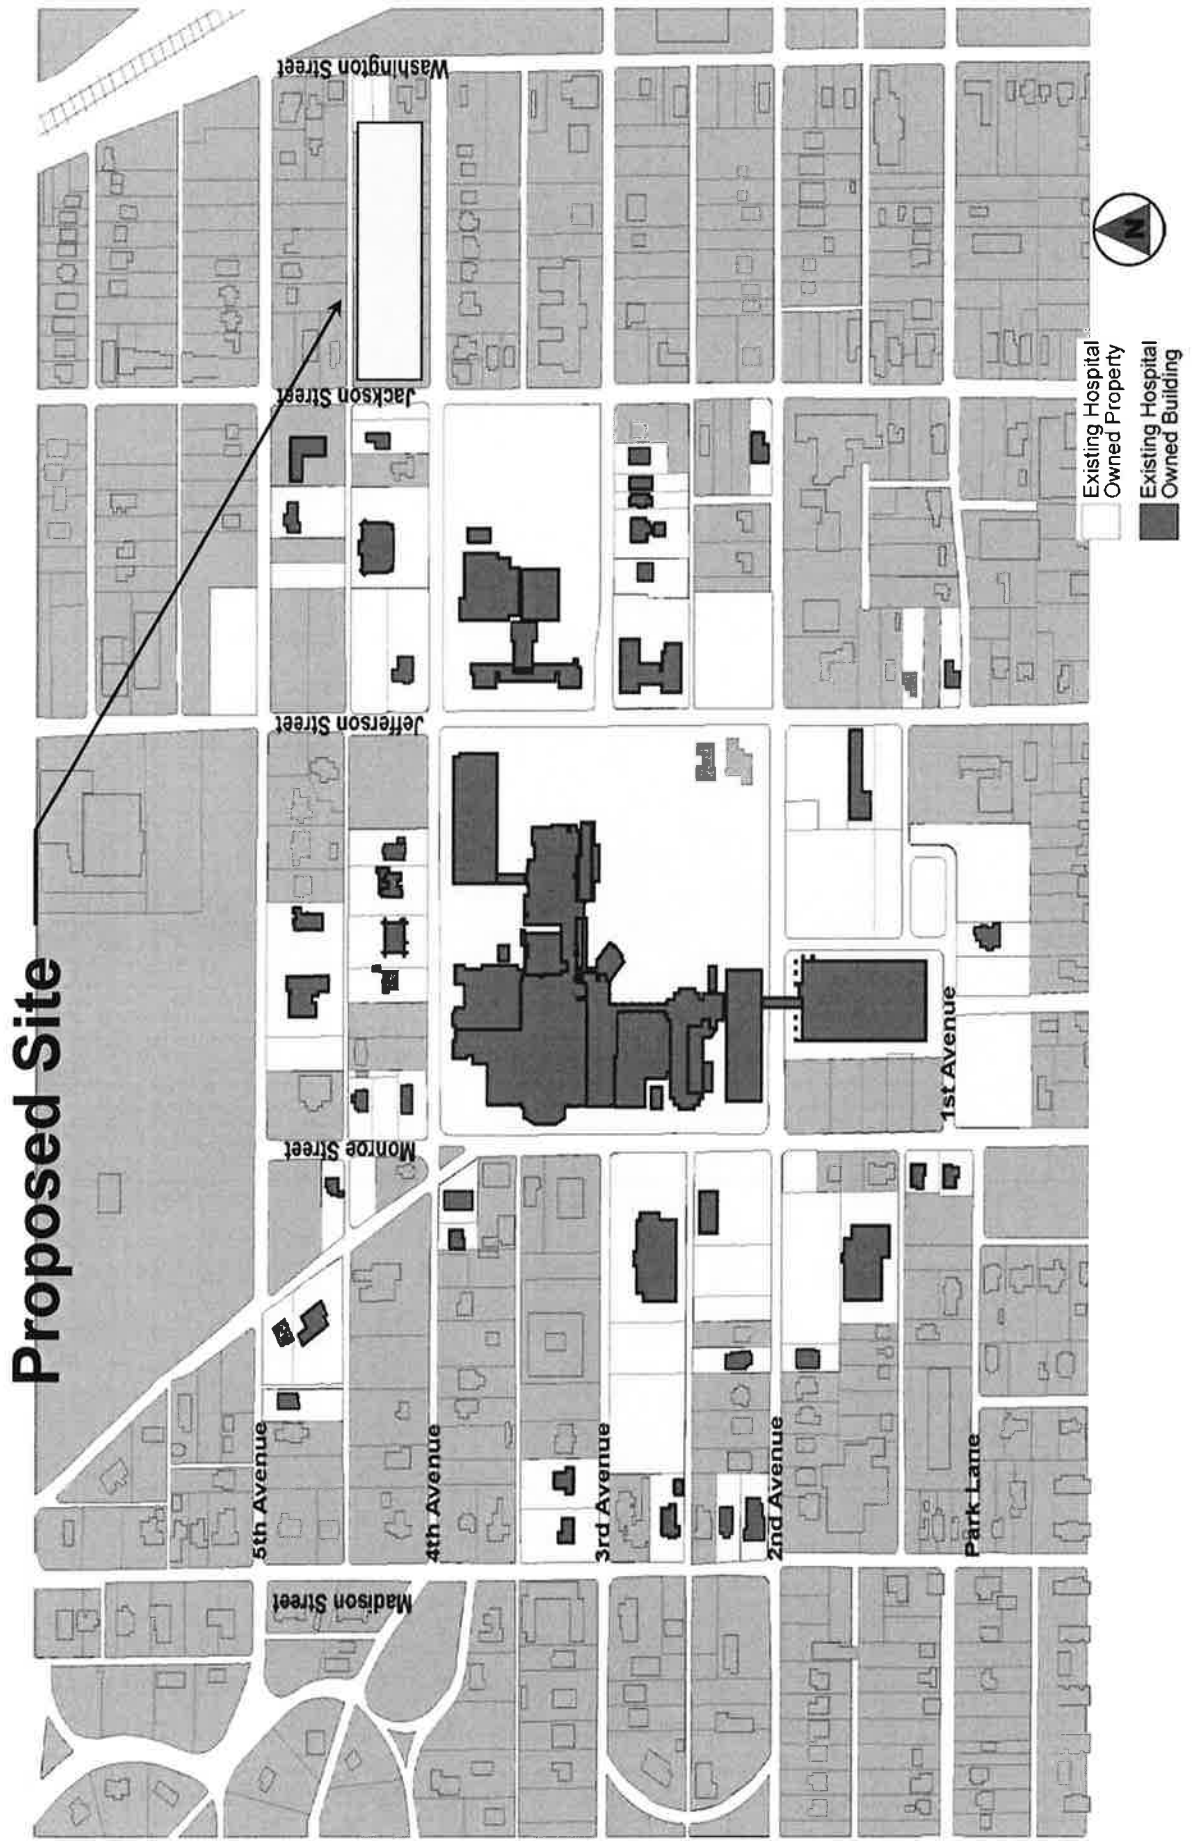 Proposed Site
Washington Street
Jackson Street
Jefferson Street
Monroe Street
Madison Street
5th Avenue
4th Avenue
3rd Avenue
2nd Avenue
1st Avenue
Park Lane
N
Existing Hospital
Owned Property
Existing Hospital
Owned Building